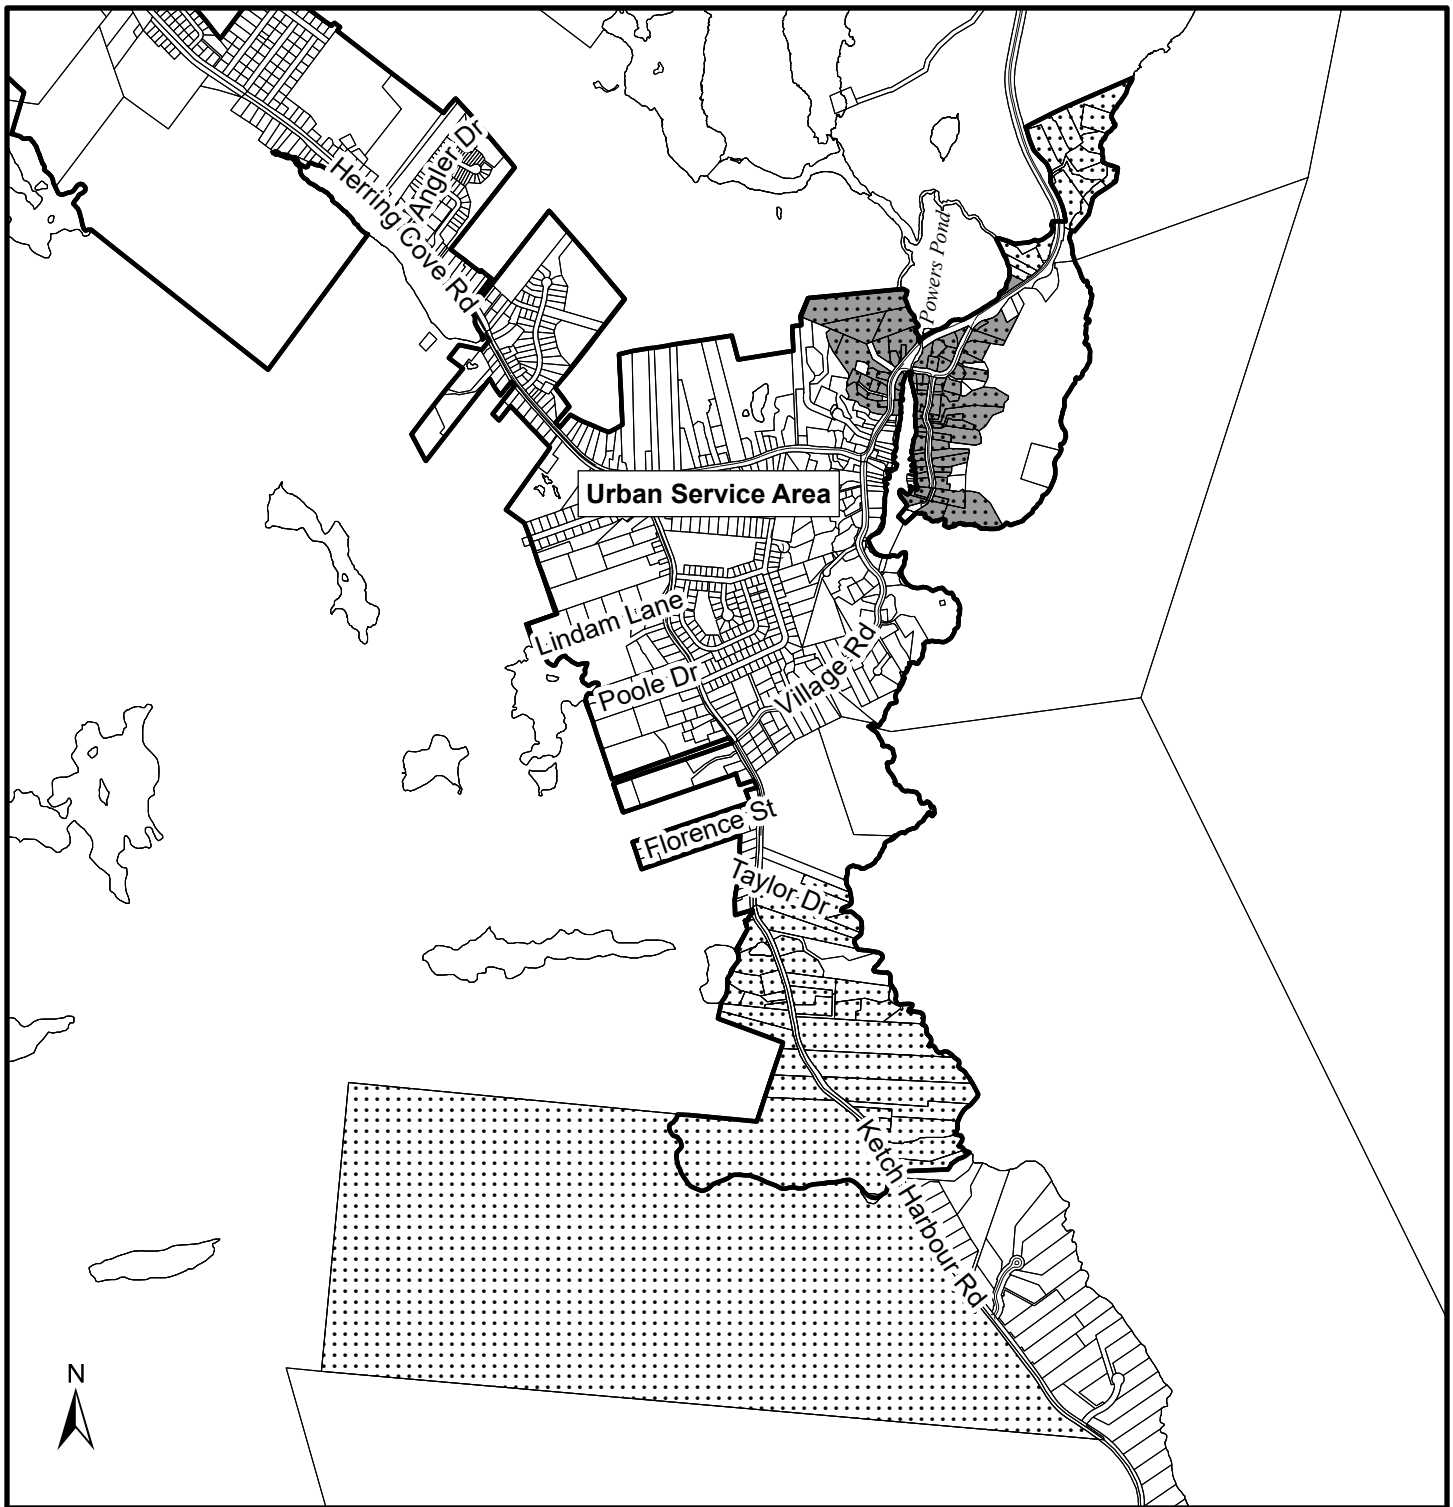 Angler Dr
Herring Cove Rd
Powers Pond
Urban Service Area
Lindam Lane
Poole Dr
Village Rd
Florence St
Taylor Dr
Ketch Harbour Rd
N